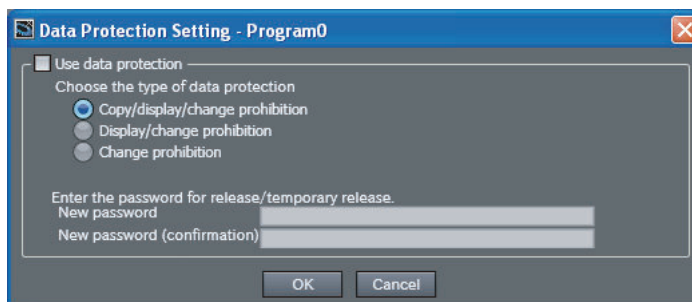 Data Protection Setting - Program0
Use data protection
Choose the type of data protection
Copy/display/change prohibition
Display/change prohibition
Change prohibition
Enter the password for release/temporary release.
New password
New password (confirmation)
OK Cancel